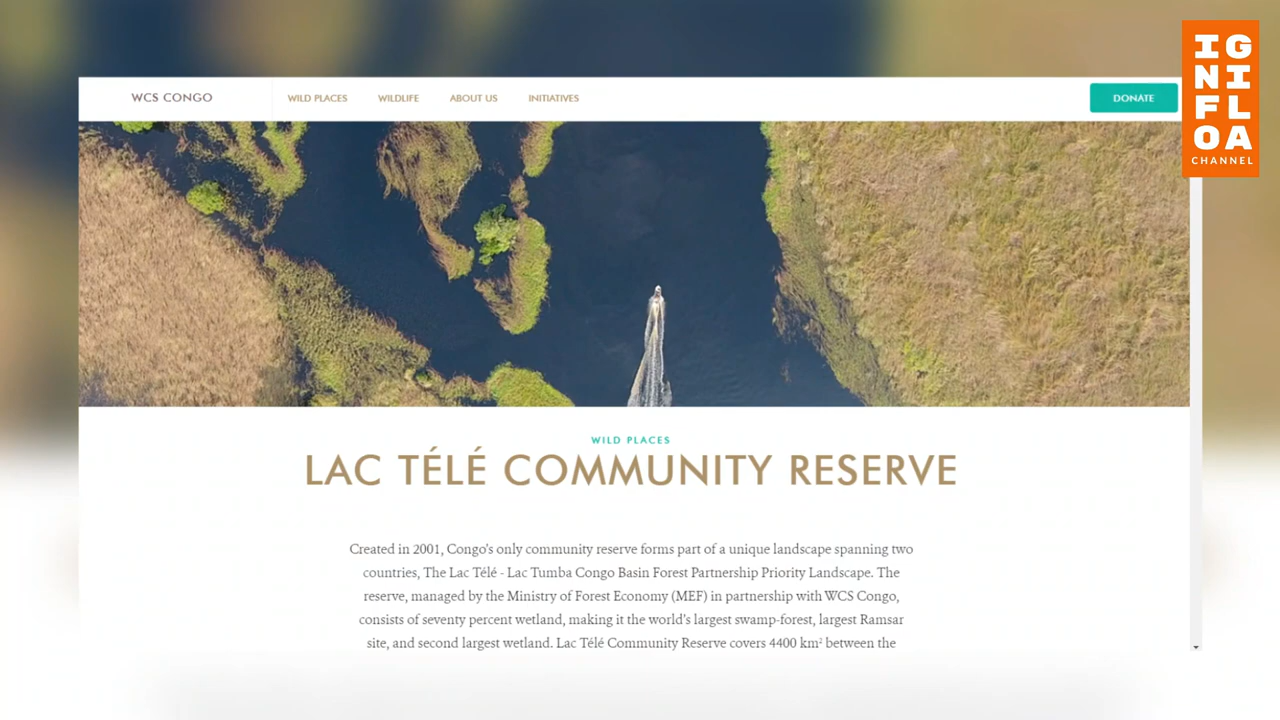 WCS CONGO
WILD PLACES
WILDLIFE
ABOUT US
INITIATIVES
DONATE
IG
NI
FL
OA
CHANNEL
WILD PLACES
LAC TÉLÉ COMMUNITY RESERVE
Created in 2001, Congo's only community reserve forms part of a unique landscape spanning two
countries, The Lac Télé - Lac Tumba Congo Basin Forest Partnership Priority Landscape. The
reserve, managed by the Ministry of Forest Economy (MEF) in partnership with WCS Congo,
consists of seventy percent wetland, making it the world's largest swamp-forest, largest Ramsar
site, and second largest wetland. Lac Télé Community Reserve covers 4400 km² between the